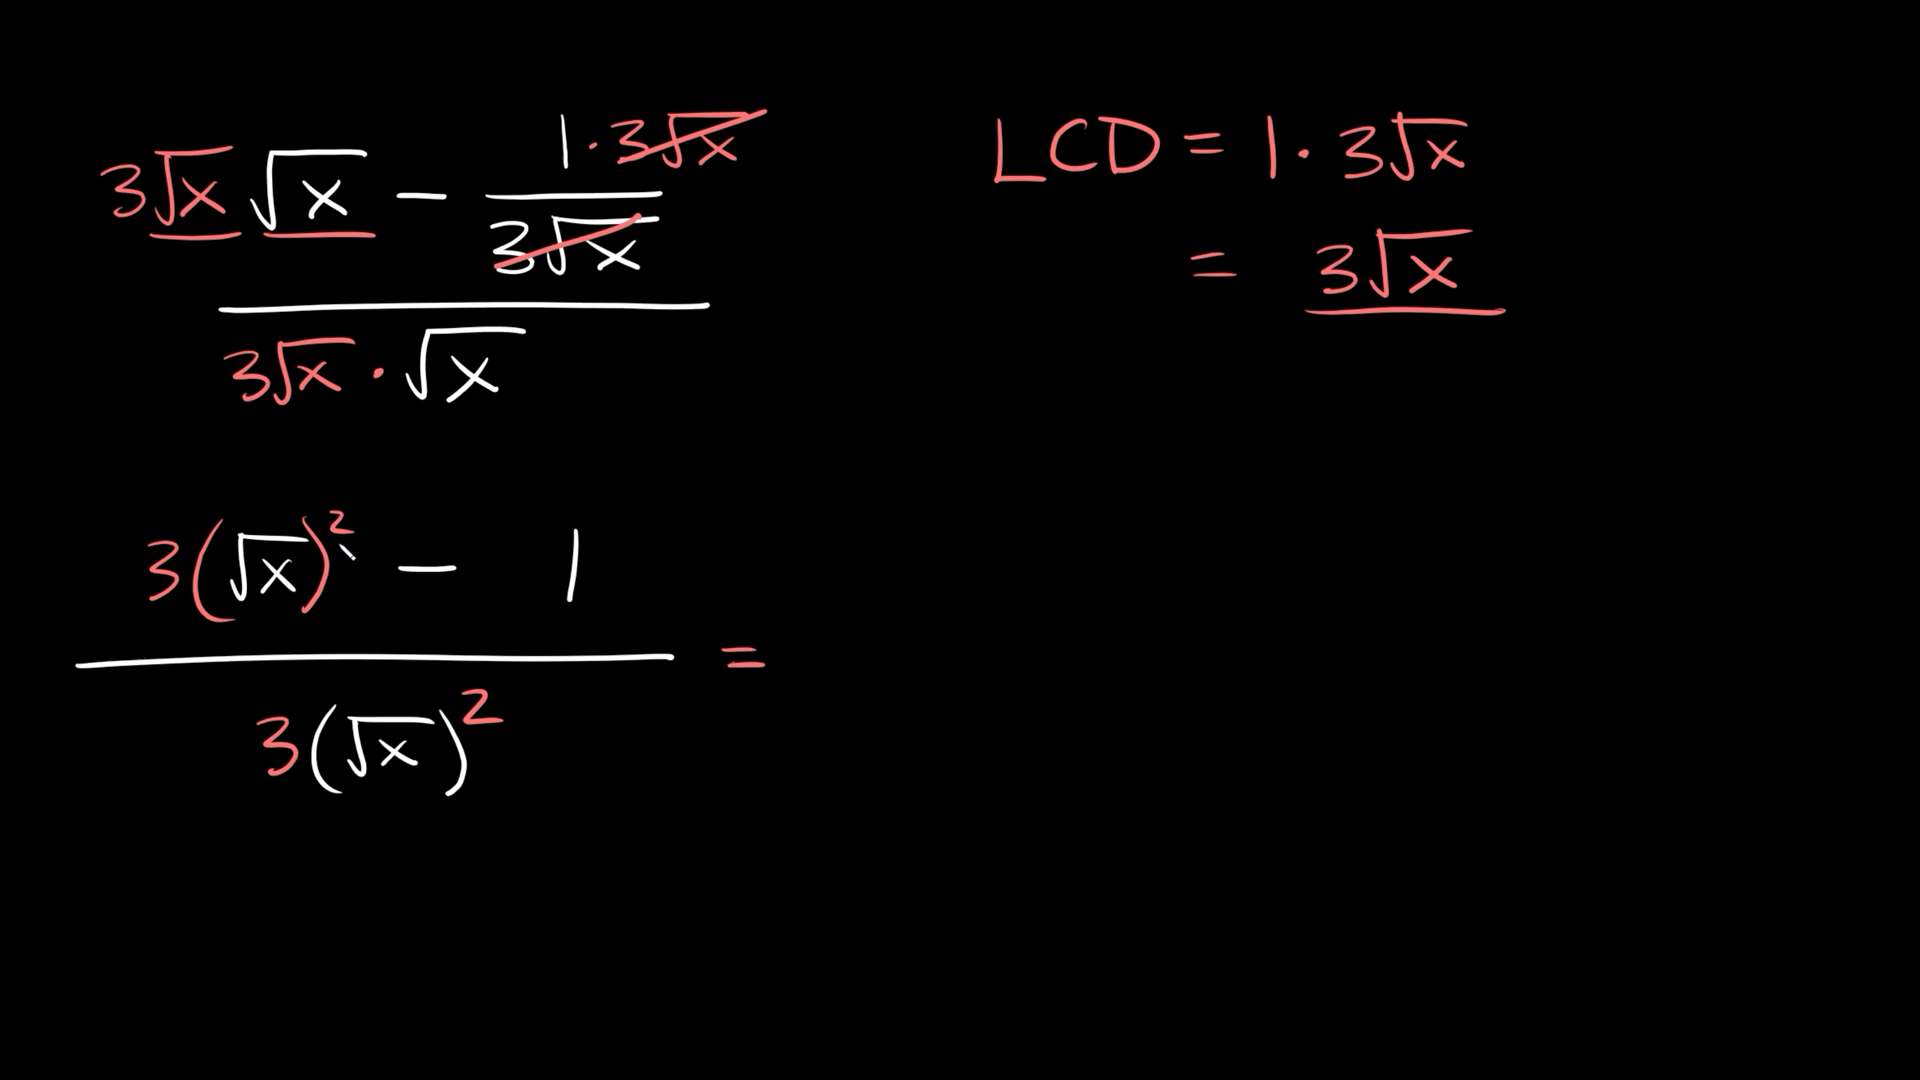 3√x √x − (1·3√x)/(3√x)
3√x · √x
LCD = 1 · 3√x
= 3√x
3(√x)² − 1
=
3(√x)²